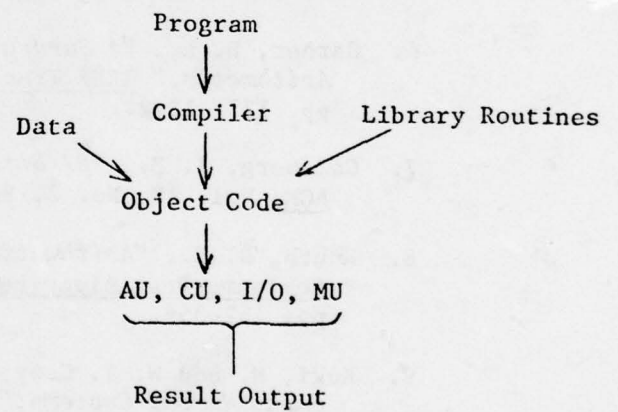 Program
Compiler
Data
Library Routines
Object Code
AU, CU, I/O, MU
Result Output